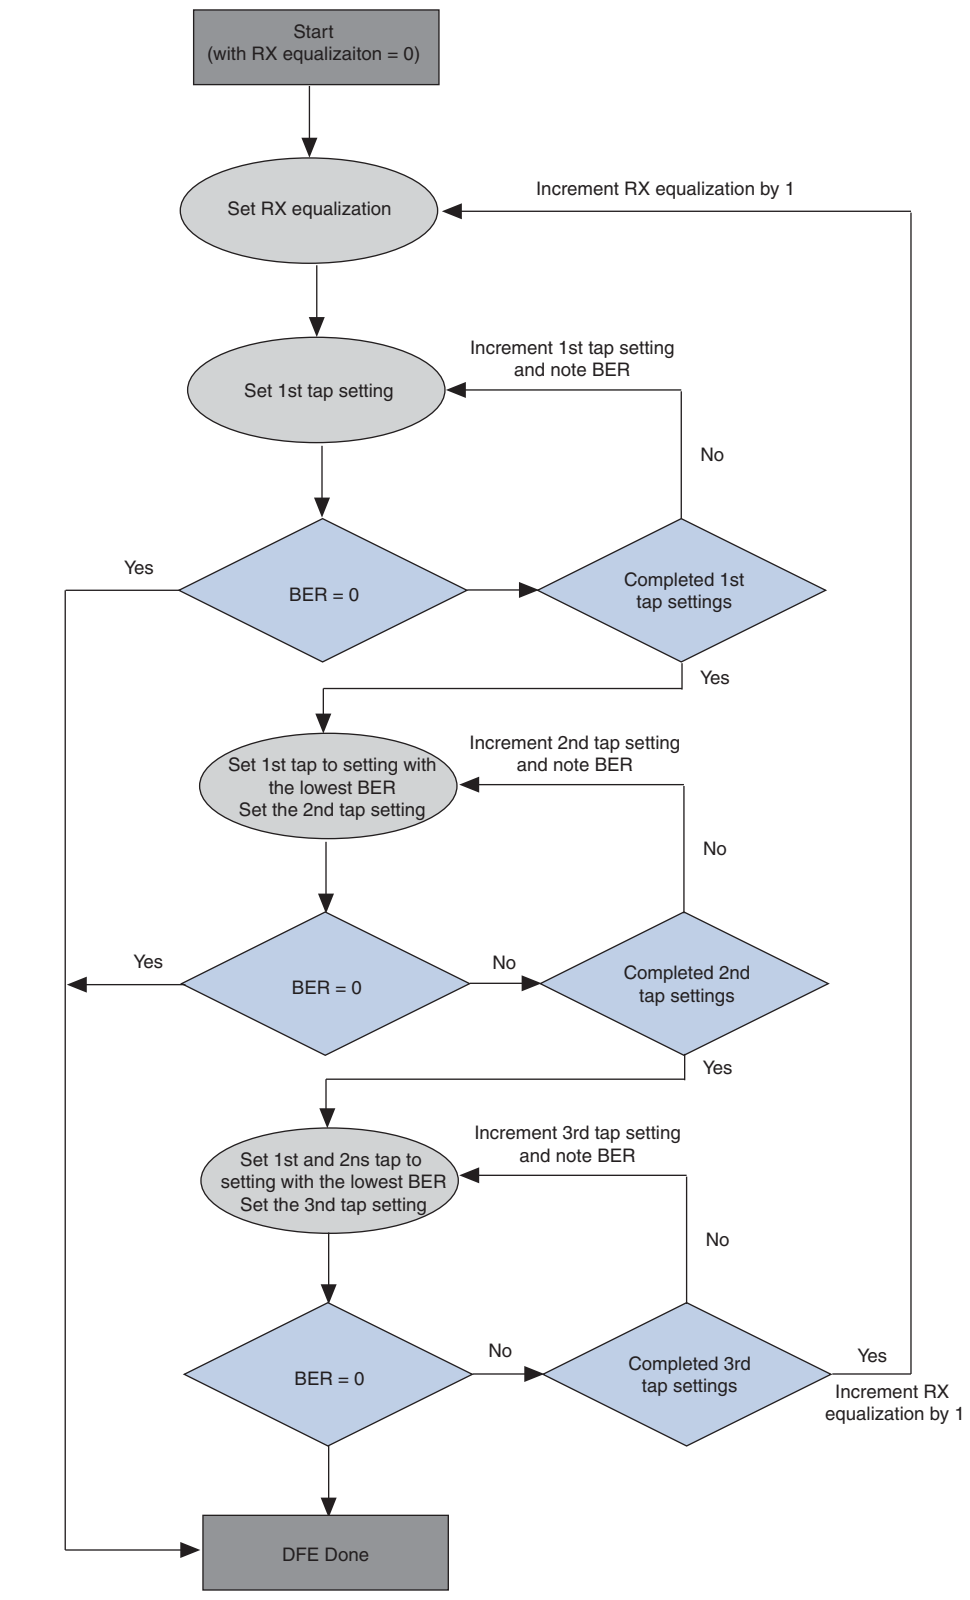 Start
(with RX equalizaiton = 0)
Increment RX equalization by 1
Set RX equalization
Increment 1st tap setting
and note BER
Set 1st tap setting
No
Yes
BER = 0
Completed 1st
tap settings
Yes
Increment 2nd tap setting
and note BER
Set 1st tap to setting with
the lowest BER
Set the 2nd tap setting
No
Yes
BER = 0
No
Completed 2nd
tap settings
Yes
Increment 3rd tap setting
and note BER
Set 1st and 2ns tap to
setting with the lowest BER
Set the 3nd tap setting
No
BER = 0
No
Completed 3rd
tap settings
Yes
Increment RX
equalization by 1
DFE Done